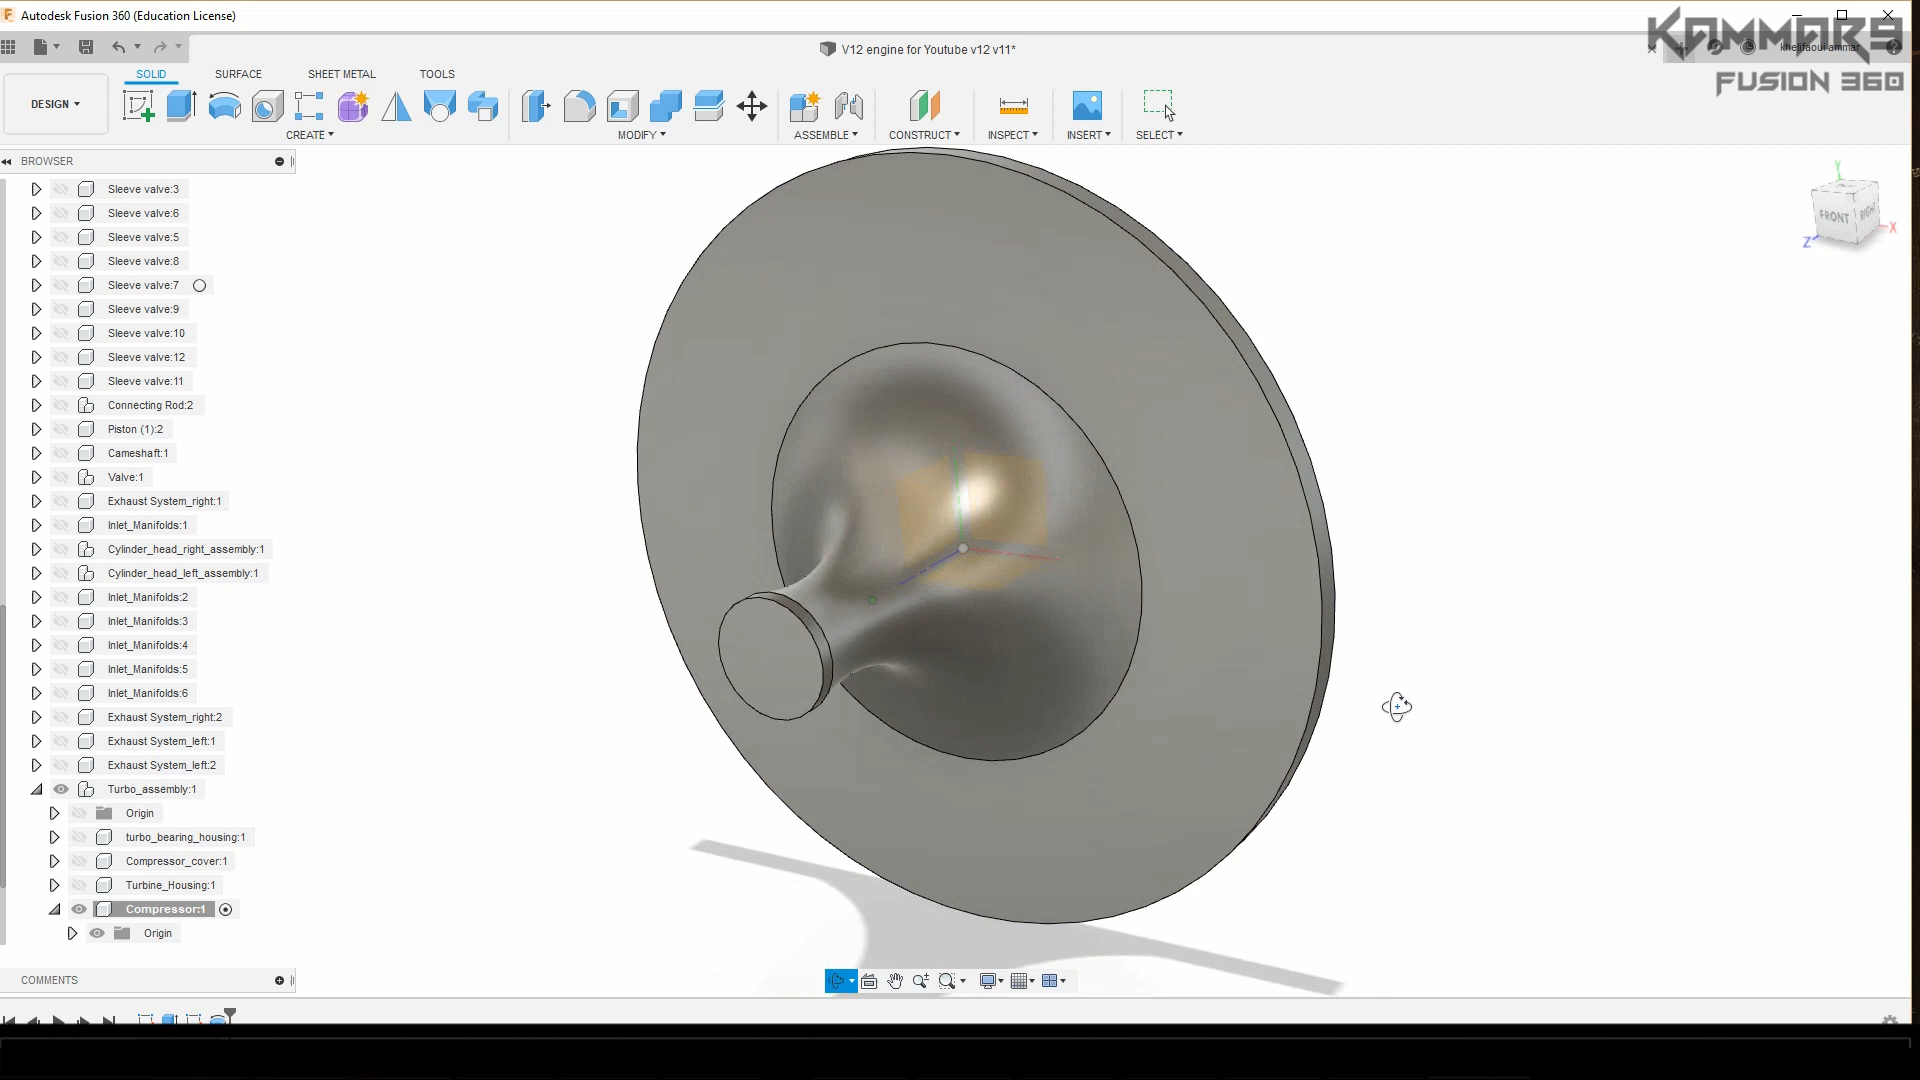 Autodesk Fusion 360 (Education License)
KAMMAR9
FUSION 360
V12 engine for Youtube v12 v11*
khelifaoui ammar
SOLID SURFACE SHEET METAL TOOLS
DESIGN
CREATE MODIFY ASSEMBLE CONSTRUCT INSPECT INSERT SELECT
BROWSER
Sleeve valve:3
Sleeve valve:6
Sleeve valve:5
Sleeve valve:8
Sleeve valve:7
Sleeve valve:9
Sleeve valve:10
Sleeve valve:12
Sleeve valve:11
Connecting Rod:2
Piston (1):2
Cameshaft:1
Valve:1
Exhaust System_right:1
Inlet_Manifolds:1
Cylinder_head_right_assembly:1
Cylinder_head_left_assembly:1
Inlet_Manifolds:2
Inlet_Manifolds:3
Inlet_Manifolds:4
Inlet_Manifolds:5
Inlet_Manifolds:6
Exhaust System_right:2
Exhaust System_left:1
Exhaust System_left:2
Turbo_assembly:1
Origin
turbo_bearing_housing:1
Compressor_cover:1
Turbine_Housing:1
Compressor:1
Origin
COMMENTS
Y
FRONT RIGHT
X
Z